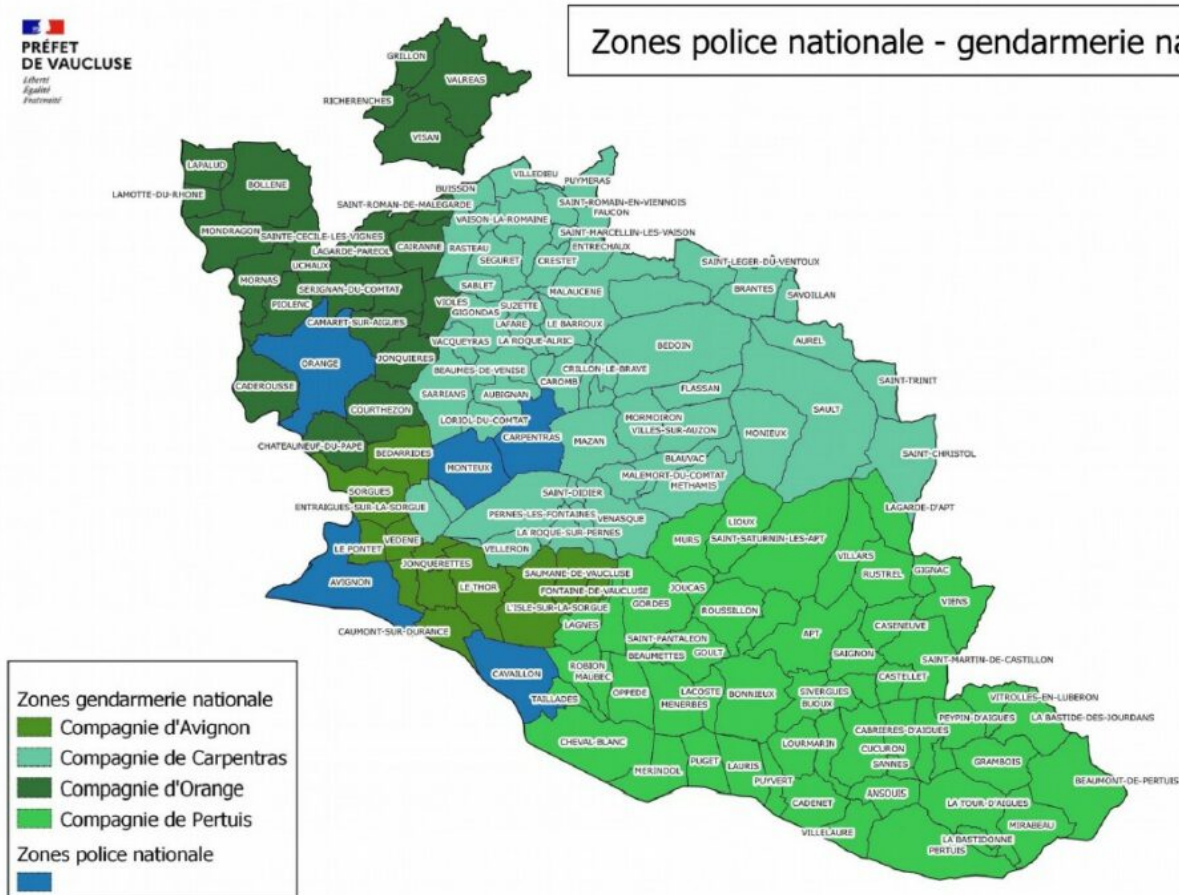 PRÉFET
DE VAUCLUSE
Liberté
Égalité
Fraternité
Zones police nationale - gendarmerie na
GRILLON
VALREAS
RICHERENCHES
VISAN
LAPALUD
BOLLENE
LAMOTTE-DU-RHONE
VILLEDIEU
PUYMERAS
BUISSON
SAINT-ROMAN-DE-MALEGARDE
SAINT-ROMAIN-EN-VIENNOIS
FAUCON
VAISON-LA-ROMAINE
MONDRAGON
SAINTE-CECILE-LES-VIGNES
SAINT-MARCELLIN-LES-VAISON
LAGARDE-PAREOL
CAIRANNE
RASTEAU
ENTRECHAUX
UCHAUX
SEGURET
CRESTET
SAINT-LEGER-DU-VENTOUX
MORNAS
SERIGNAN-DU-COMTAT
SABLET
MALAUCENE
BRANTES
SAVOILLAN
PIOLENC
VIOLES
GIGONDAS
SUZETTE
CAMARET-SUR-AIGUES
LAFARE
LE BARROUX
VACQUEYRAS
LA ROQUE-ALRIC
BEDOIN
AUREL
ORANGE
JONQUIERES
BEAUMES-DE-VENISE
CRILLON-LE-BRAVE
CAROMB
SAINT-TRINIT
CADEROUSSE
SARRIANS
AUBIGNAN
FLASSAN
SAULT
COURTHEZON
LORIOL-DU-COMTAT
MORMOIRON
VILLES-SUR-AUZON
MONIEUX
CHATEAUNEUF-DU-PAPE
CARPENTRAS
MAZAN
BEDARRIDES
MONTEUX
BLAUVAC
SAINT-CHRISTOL
MALEMORT-DU-COMTAT
METHAMIS
SORGUES
SAINT-DIDIER
ENTRAIGUES-SUR-LA-SORGUE
PERNES-LES-FONTAINES
VENASQUE
LAGARDE-D'APT
LIOUX
LA ROQUE-SUR-PERNES
MURS
SAINT-SATURNIN-LES-APT
VEDENE
LE PONTET
VELLERON
VILLARS
JONQUERETTES
SAUMANE-DE-VAUCLUSE
RUSTREL
GIGNAC
AVIGNON
LE THOR
FONTAINE-DE-VAUCLUSE
JOUCAS
GORDES
ROUSSILLON
VIENS
L'ISLE-SUR-LA-SORGUE
LAGNES
CASENEUVE
CAUMONT-SUR-DURANCE
SAINT-PANTALEON
APT
BEAUMETTES
GOULT
SAIGNON
SAINT-MARTIN-DE-CASTILLON
CAVAILLON
ROBION
MAUBEC
CASTELLET
TAILLADES
OPPEDE
LACOSTE
MENERBES
BONNIEUX
SIVERGUES
BUOUX
VITROLLES-EN-LUBERON
PEYPIN-D'AIGUES
LA BASTIDE-DES-JOURDANS
CHEVAL-BLANC
LOURMARIN
CABRIERES-D'AIGUES
CUCURON
SANNES
GRAMBOIS
MERINDOL
PUGET
LAURIS
PUYVERT
BEAUMONT-DE-PERTUIS
CADENET
ANSOUIS
LA TOUR-D'AIGUES
VILLELAURE
MIRABEAU
LA BASTIDONNE
PERTUIS
Zones gendarmerie nationale
Compagnie d'Avignon
Compagnie de Carpentras
Compagnie d'Orange
Compagnie de Pertuis
Zones police nationale